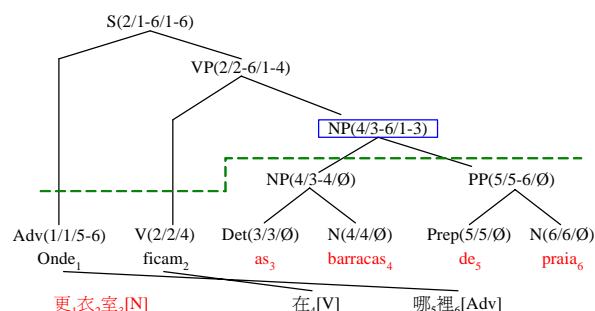 S(2/1-6/1-6)
VP(2/2-6/1-4)
NP(4/3-6/1-3)
NP(4/3-4/Ø) PP(5/5-6/Ø)
Adv(1/1/5-6) V(2/2/4) Det(3/3/Ø) N(4/4/Ø) Prep(5/5/Ø) N(6/6/Ø)
Onde₁ ficam₂ as₃ barracas₄ de₅ praia₆
更₁衣₂室₃[N] 在₄[V] 哪₅裡₆[Adv]